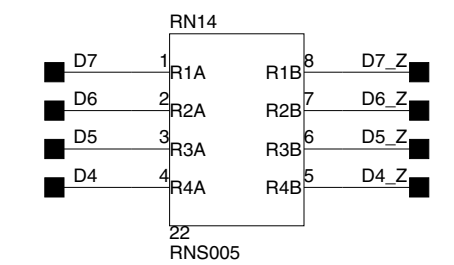 RN14
D7 1 R1A R1B 8 D7_Z
D6 2 R2A R2B 7 D6_Z
D5 3 R3A R3B 6 D5_Z
D4 4 R4A R4B 5 D4_Z
22
RNS005